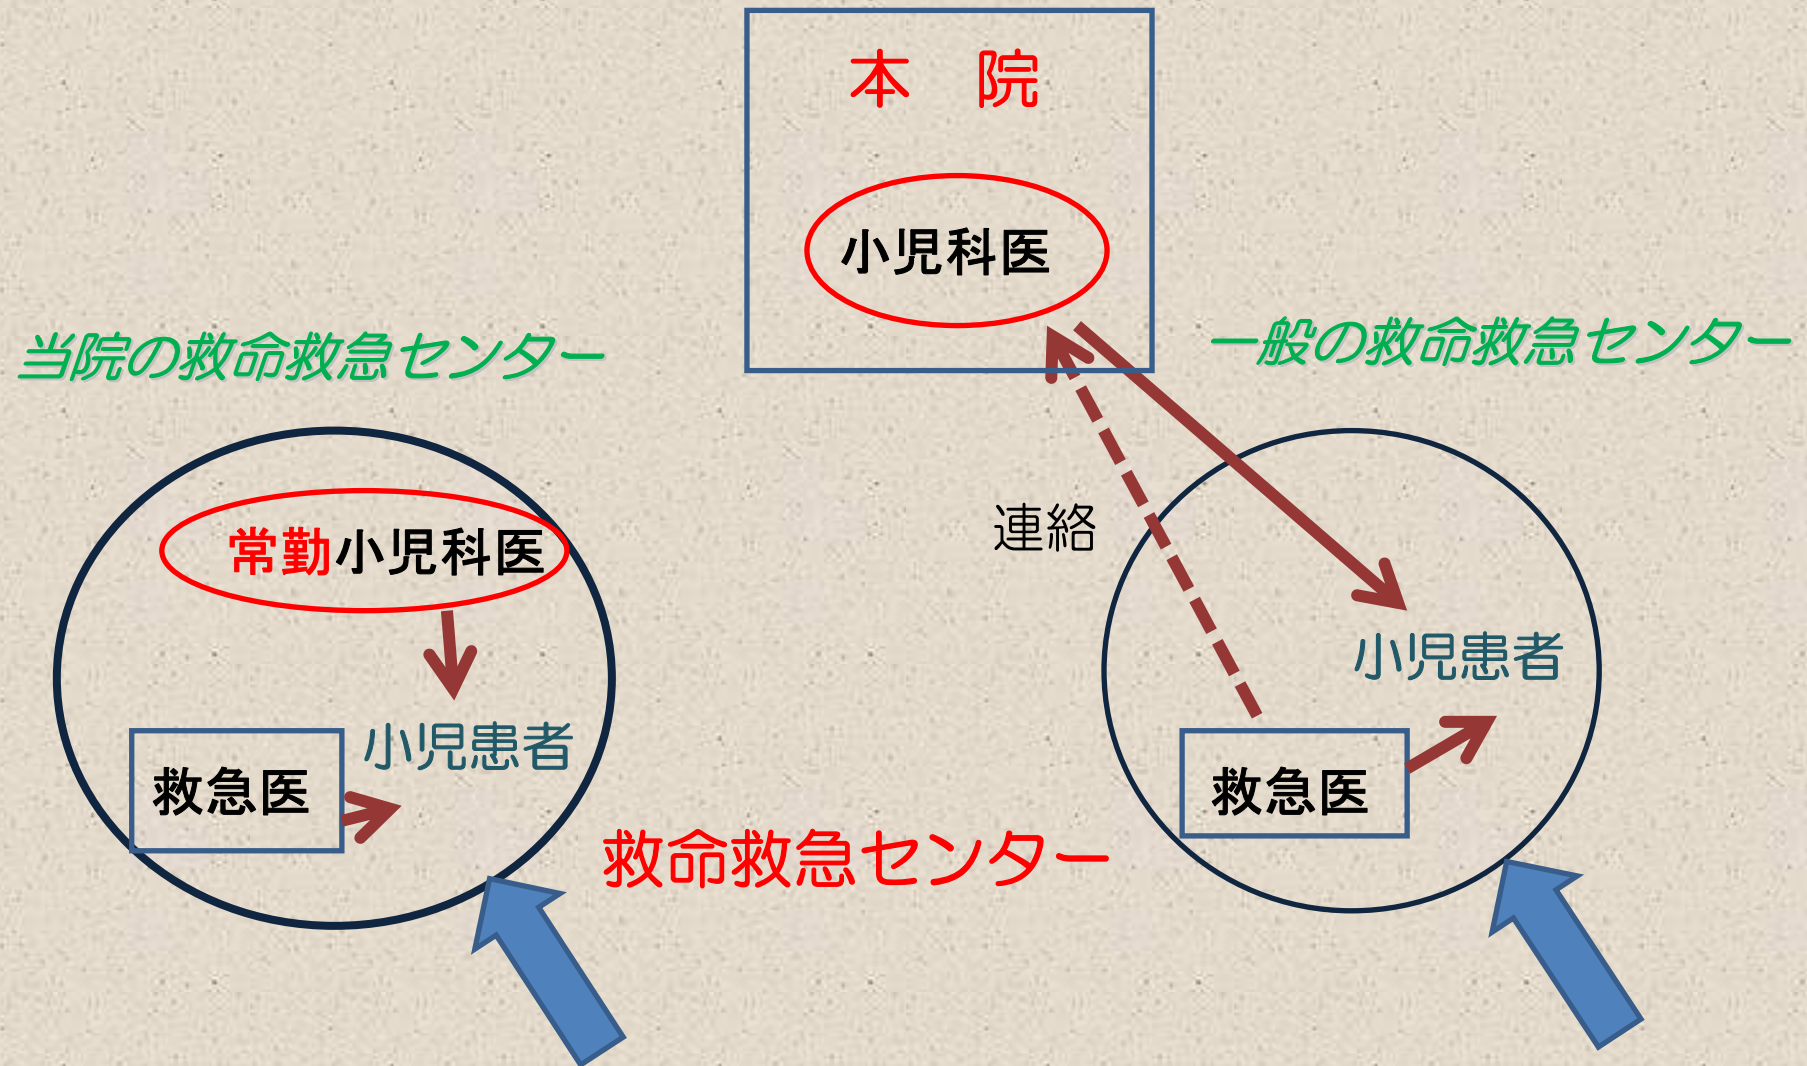 本　院
小児科医
当院の救命救急センター
一般の救命救急センター
常勤小児科医
連絡
小児患者
小児患者
救急医
救急医
救命救急センター